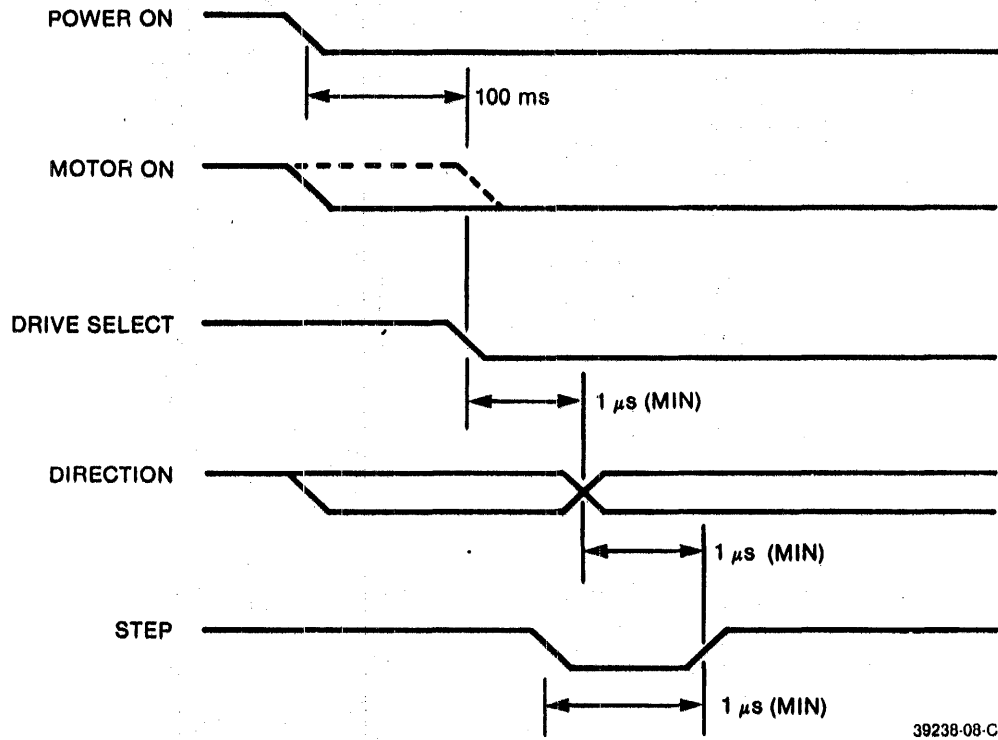 POWER ON
100 ms
MOTOR ON
DRIVE SELECT
1 μs (MIN)
DIRECTION
1 μs (MIN)
STEP
1 μs (MIN)
39238-08-C